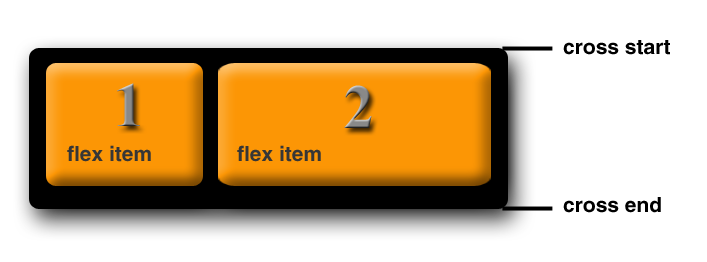 cross start
1 2
flex item flex item
cross end